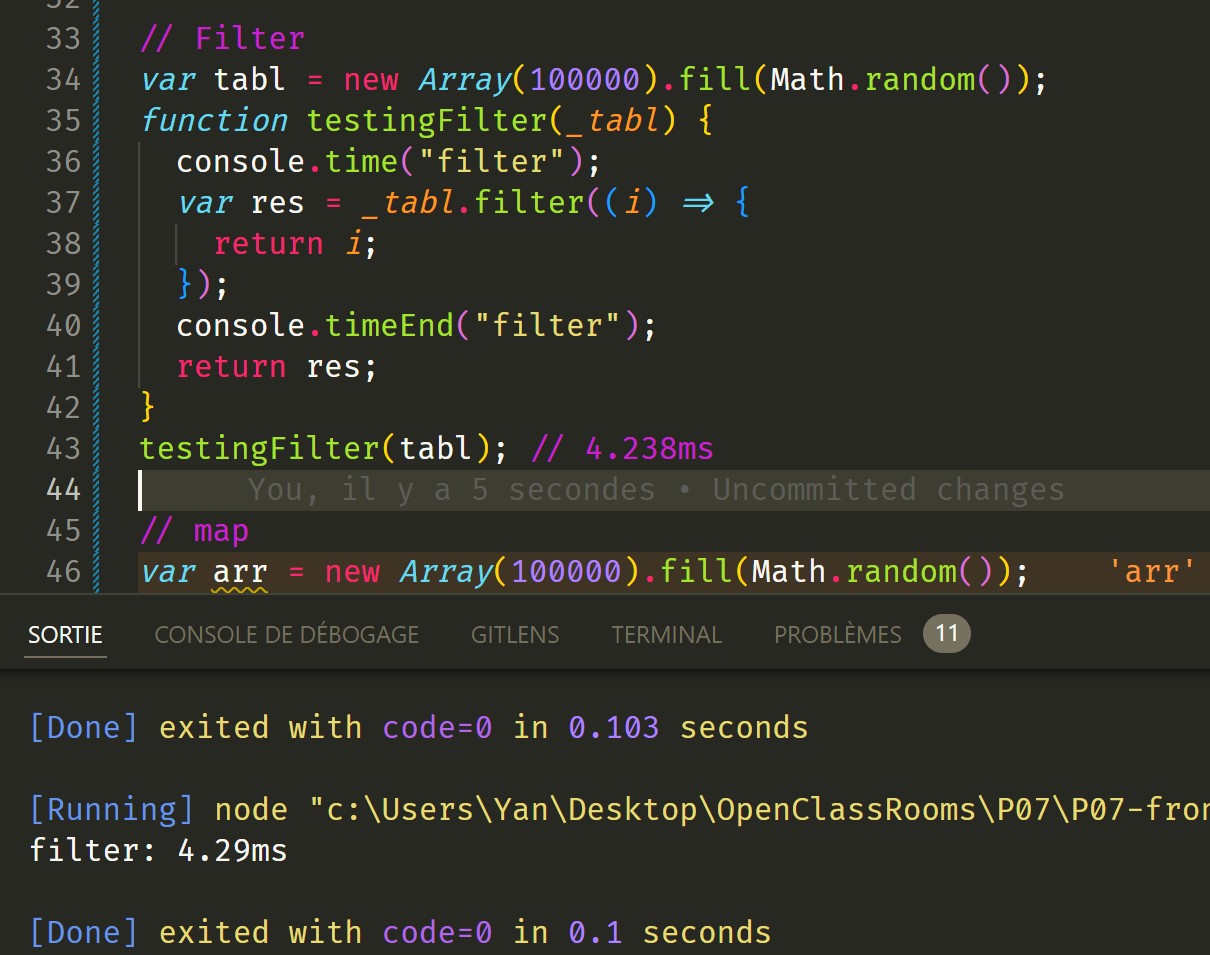 33 // Filter
34 var tabl = new Array(100000).fill(Math.random());
35 function testingFilter(_tabl) {
36 console.time("filter");
37 var res = _tabl.filter((i) => {
38 return i;
39 });
40 console.timeEnd("filter");
41 return res;
42 }
43 testingFilter(tabl); // 4.238ms
44 You, il y a 5 secondes • Uncommitted changes
45 // map
46 var arr = new Array(100000).fill(Math.random()); 'arr'
SORTIE CONSOLE DE DÉBOGAGE GITLENS TERMINAL PROBLÈMES 11
[Done] exited with code=0 in 0.103 seconds
[Running] node "c:\Users\Yan\Desktop\OpenClassRooms\P07\P07-fron
filter: 4.29ms
[Done] exited with code=0 in 0.1 seconds